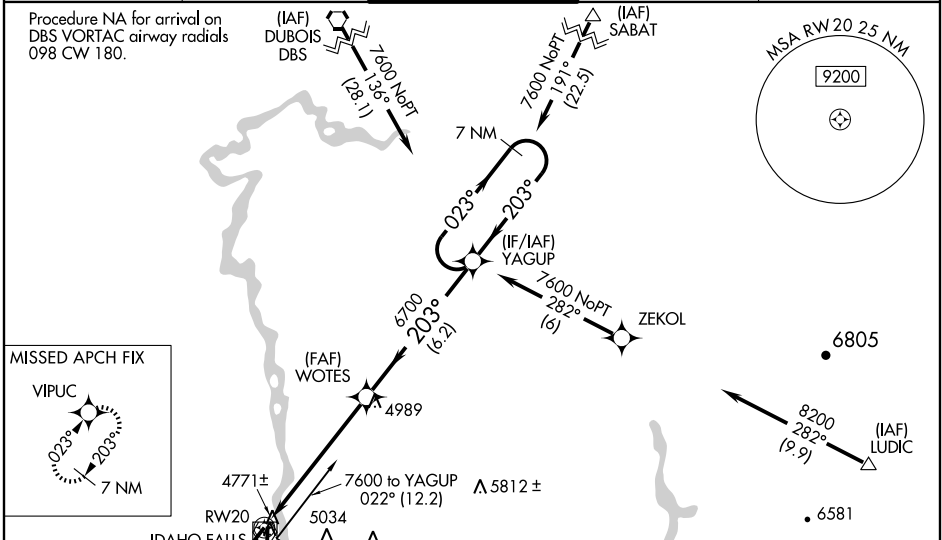 Procedure NA for arrival on
DBS VORTAC airway radials
098 CW 180.
(IAF)
DUBOIS
DBS
7600 NoPT
136°
(28.1)
(IAF)
SABAT
7600 NoPT
191°
(22.5)
MSA RW 20 25 NM
9200
7 NM
023°
203°
(IF/IAF)
YAGUP
7600 NoPT
282°
(6)
ZEKOL
6700
203°
(6.2)
(FAF)
WOTES
4989
6805
8200
282°
(9.9)
(IAF)
LUDIC
6581
MISSED APCH FIX
VIPUC
023°
203°
7 NM
4771±
7600 to YAGUP
022° (12.2)
5812 ±
RW20
5034
IDAHO FALLS